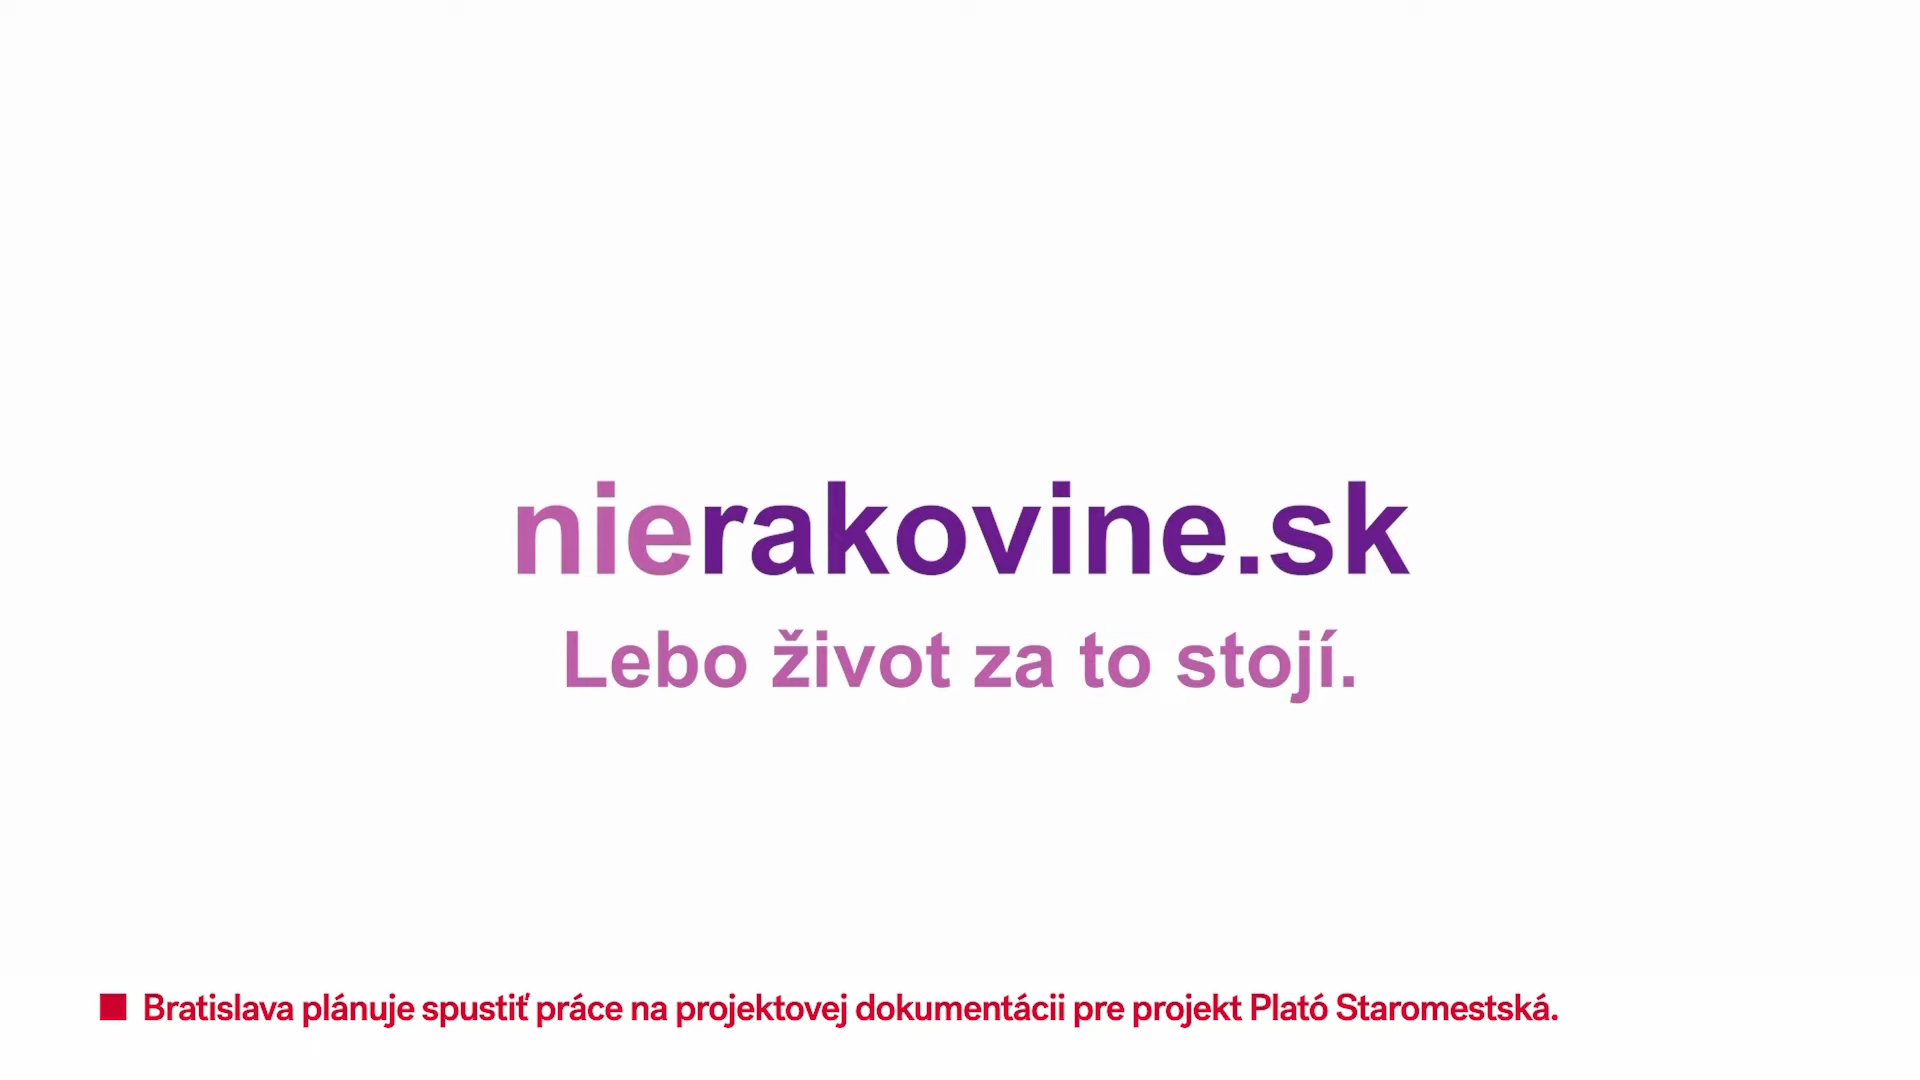 nierakovine.sk
Lebo život za to stojí.
Bratislava plánuje spustiť práce na projektovej dokumentácii pre projekt Plató Staromestská.